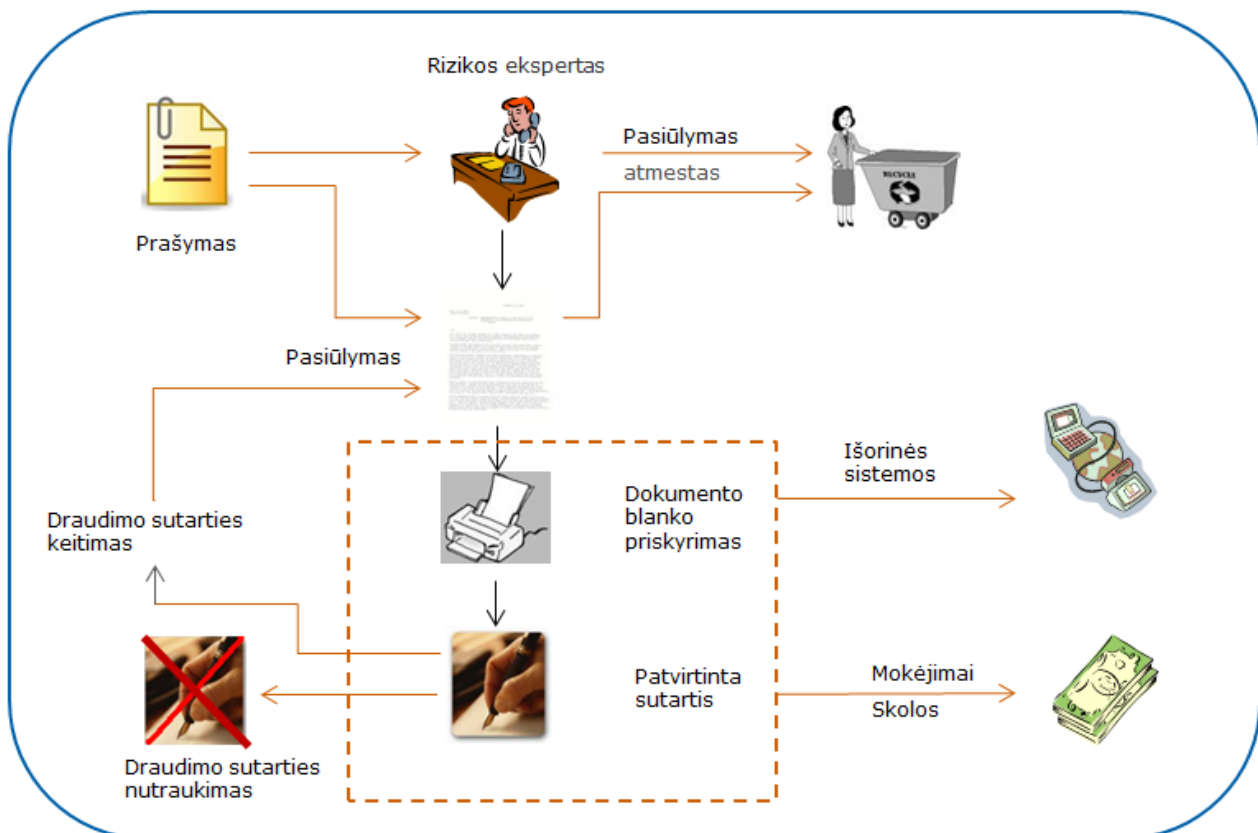 Rizikos ekspertas
Pasiūlymas
atmestas
RECYCLE
Prašymas
Pasiūlymas
Išorinės
sistemos
Dokumento
blanko
priskyrimas
Draudimo sutarties
keitimas
Patvirtinta
sutartis
Mokėjimai
Skolos
Draudimo sutarties
nutraukimas